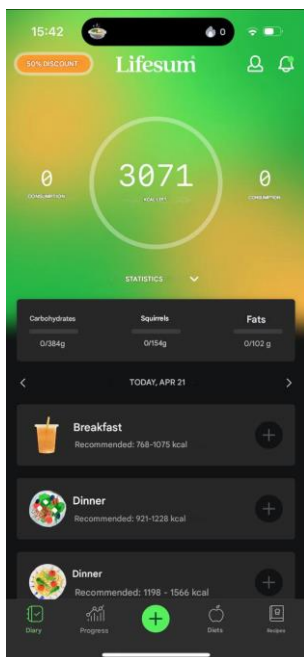 15:42
0
50% DISCOUNT
Lifesum
0
3071
0
CONSUMPTION
KCAL LEFT
CONSUMPTION
STATISTICS
Carbohydrates
Squirrels
Fats
0/384g
0/154g
0/102 g
TODAY, APR 21
Breakfast
Recommended: 768-1075 kcal
Dinner
Recommended: 921-1228 kcal
Dinner
Recommended: 1198 - 1566 kcal
Diary
Progress
Diets
Recipes